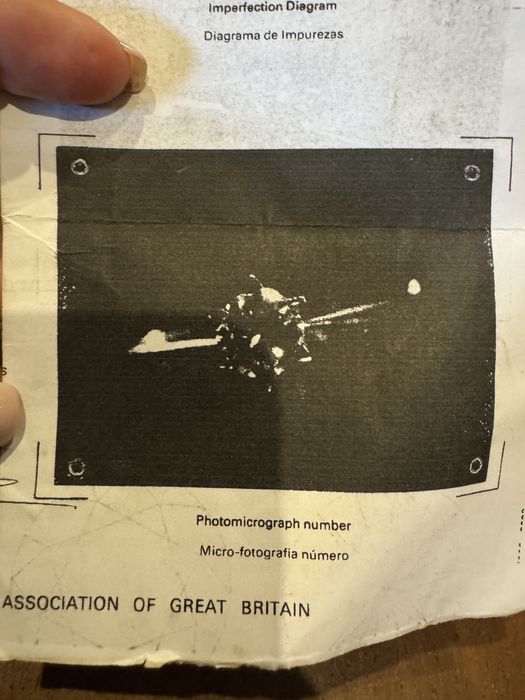 Imperfection Diagram
Diagrama de Impurezas
Photomicrograph number
Micro-fotografia número
ASSOCIATION OF GREAT BRITAIN